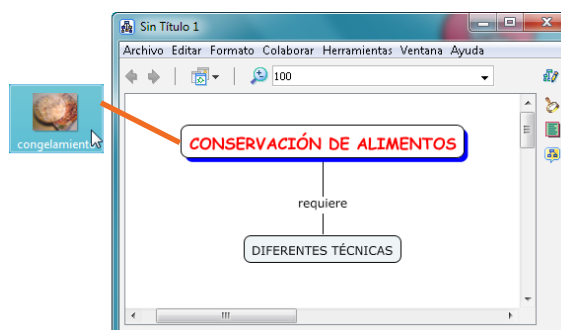 Sin Título 1
Archivo Editar Formato Colaborar Herramientas Ventana Ayuda
100
congelamiento
CONSERVACIÓN DE ALIMENTOS
requiere
DIFERENTES TÉCNICAS